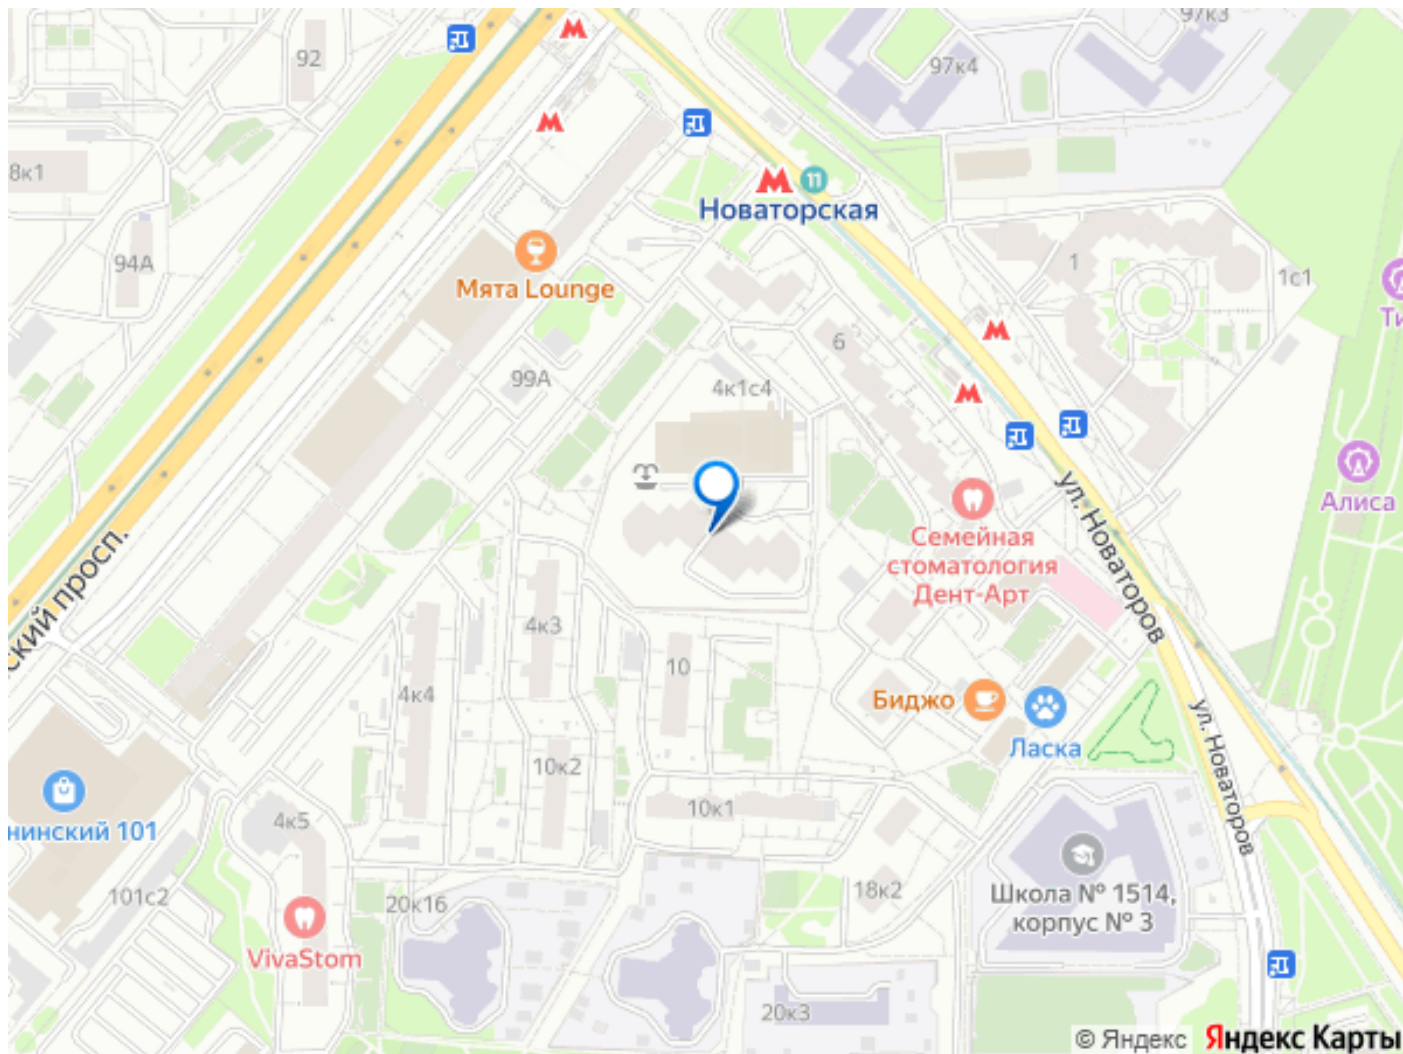 97к3
92
97к4
8к1
11
Новаторская
94А
1
1с1
Мята Lounge
Ти
6
99А
4к1с4
ул. Новаторов
Алиса
Семейная
стоматология
Дент-Арт
ский просп.
4к3
10
4к4
Биджо
ул. Новаторов
Ласка
10к2
10к1
нинский 101
4к5
101с2
20к16
18к2
Школа № 1514,
корпус № 3
VivaStom
20к3
© Яндекс Яндекс Карты